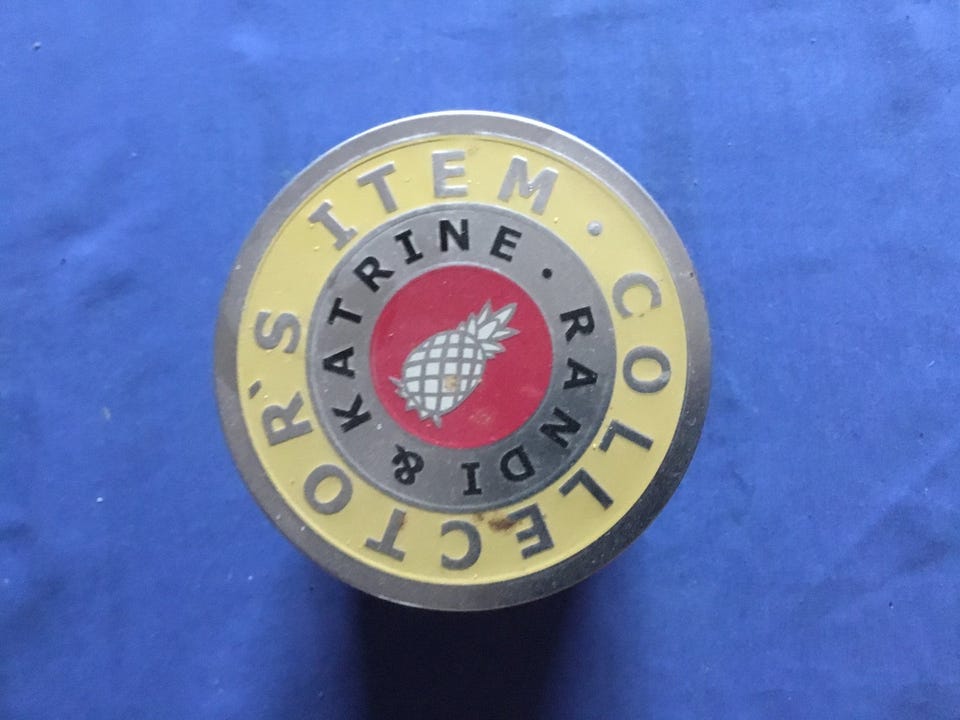 COLLECTOR'S ITEM ·
RANDI & KATRINE ·